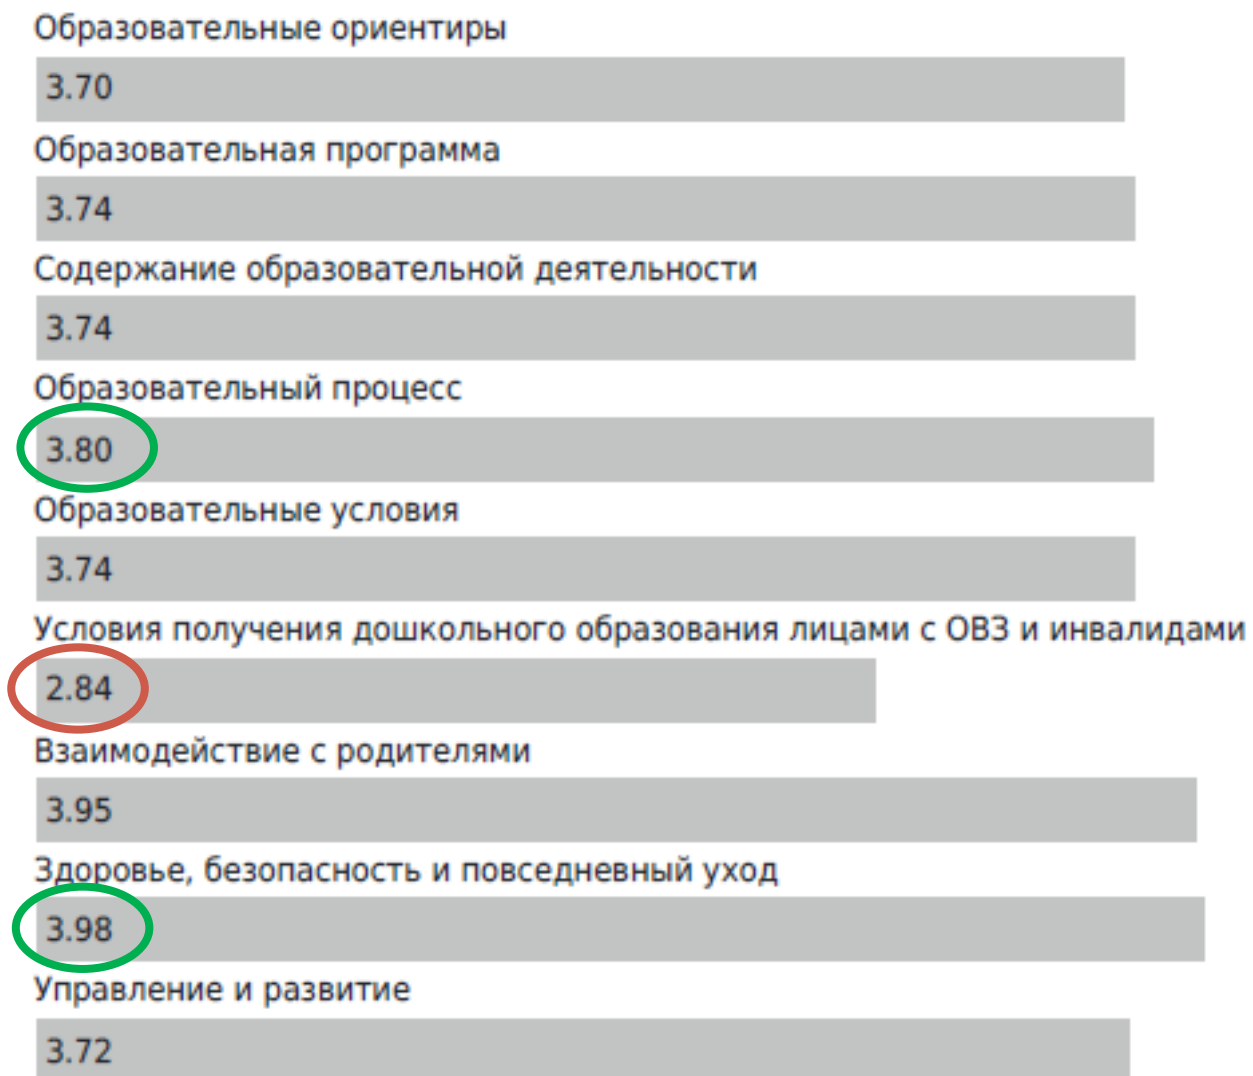 Образовательные ориентиры
3.70
Образовательная программа
3.74
Содержание образовательной деятельности
3.74
Образовательный процесс
3.80
Образовательные условия
3.74
Условия получения дошкольного образования лицами с ОВЗ и инвалидами
2.84
Взаимодействие с родителями
3.95
Здоровье, безопасность и повседневный уход
3.98
Управление и развитие
3.72